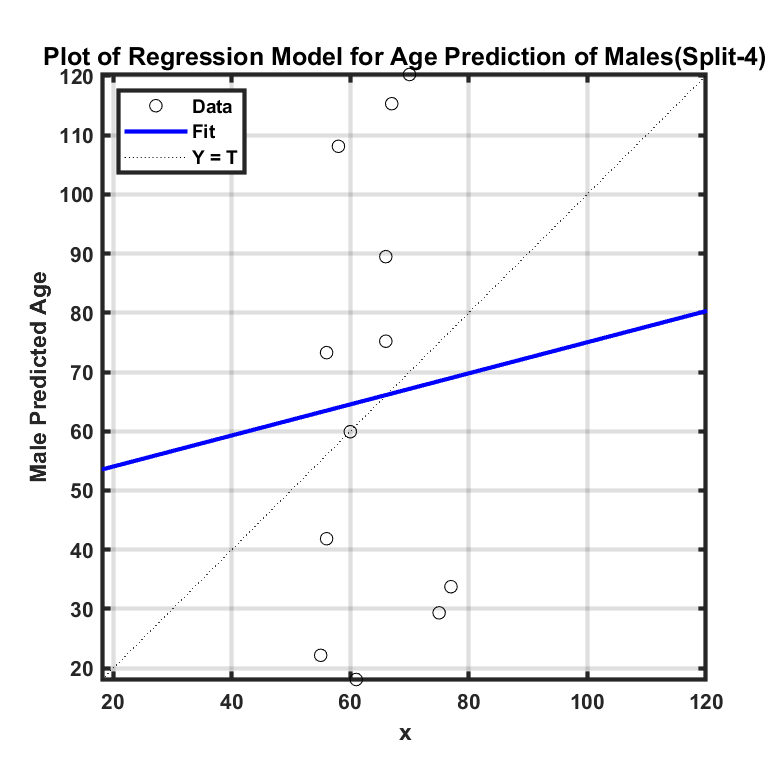 Plot of Regression Model for Age Prediction of Males(Split-4)
120
110
100
90
80
70
60
50
40
30
20
Data
Fit
Y = T
Male Predicted Age
20 40 60 80 100 120
x